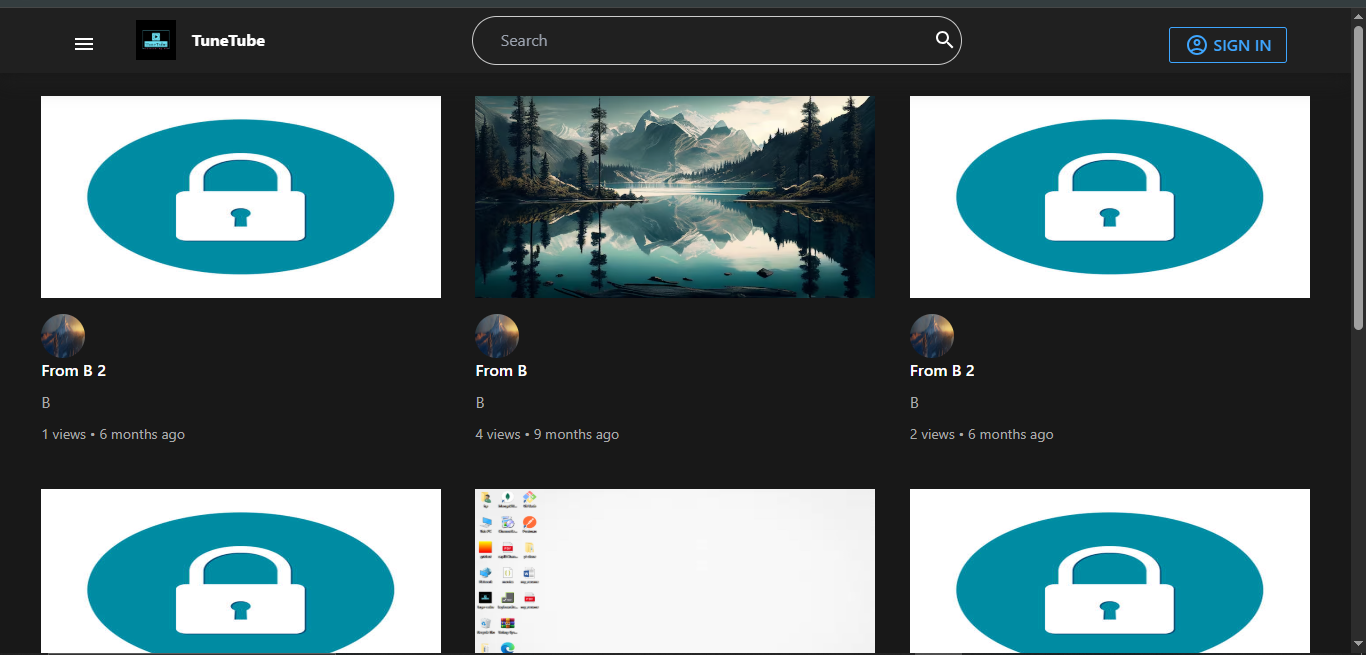 TuneTube
Search
SIGN IN
From B 2
B
1 views • 6 months ago
From B
B
4 views • 9 months ago
From B 2
B
2 views • 6 months ago